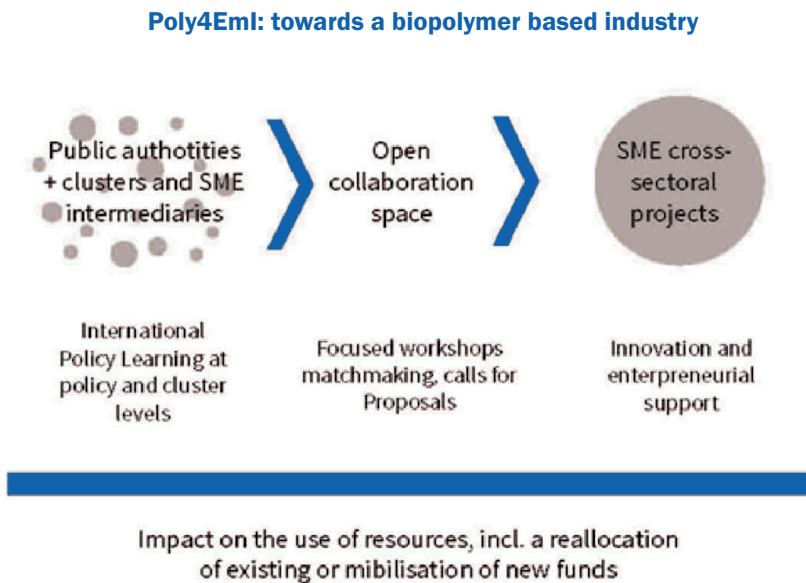 Poly4EmI: towards a biopolymer based industry
Public authotities
+ clusters and SME
intermediaries
Open
collaboration
space
SME cross-
sectoral
projects
International
Policy Learning at
policy and cluster
levels
Focused workshops
matchmaking, calls for
Proposals
Innovation and
enterpreneurial
support
Impact on the use of resources, incl. a reallocation
of existing or mibilisation of new funds